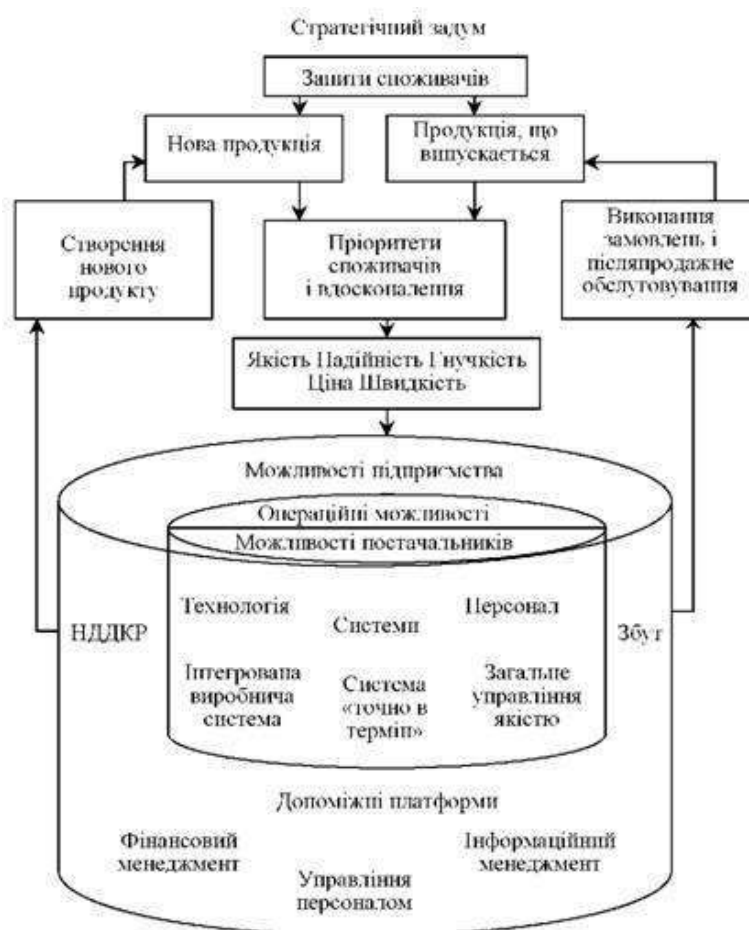 Стратегічний задум
Запити споживачів
Нова продукція
Продукція, що
випускається
Створення
нового
продукту
Пріоритети
споживачів
і вдосконалення
Виконання
замовлень і
післяпродажне
обслуговування
Якість Надійність Гнучкість
Ціна Швидкість
Можливості підприємства
Операційні можливості
Можливості постачальників
Технологія
Системи
Персонал
НДДКР
Збут
Інтегрована
виробнича
система
Система
«точно в
термін»
Загальне
управління
якістю
Допоміжні платформи
Фінансовий
менеджмент
Управління
персоналом
Інформаційний
менеджмент